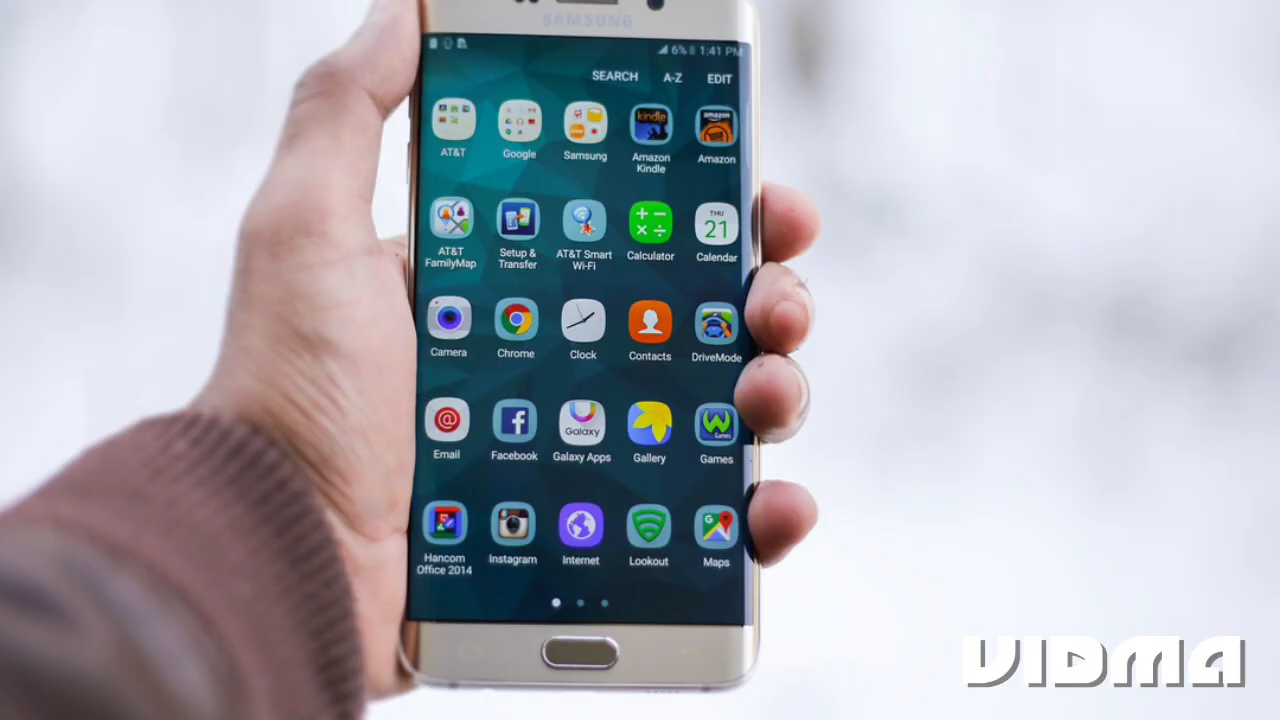 SAMSUNG
6% 1:41 PM
SEARCH A-Z EDIT
kindle amazon
AT&T Google Samsung Amazon Kindle Amazon
THU
21
AT&T FamilyMap Setup & Transfer AT&T Smart Wi-Fi Calculator Calendar
Camera Chrome Clock Contacts DriveMode
Galaxy Games
Email Facebook Galaxy Apps Gallery Games
Hancom Office 2014 Instagram Internet Lookout Maps
VIDMA